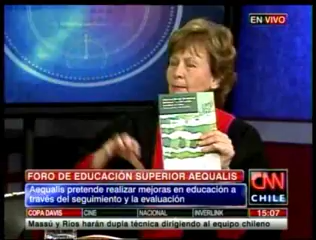 EN VIVO
FORO DE EDUCACIÓN SUPERIOR AEQUALIS
Aequalis pretende realizar mejoras en educación a
través del seguimiento y la evaluación
CNN
CHILE
COPA DAVIS CINE NACIONAL INVERLINK 15:07
Massú y Ríos harán dupla técnica dirigiendo al equipo chileno